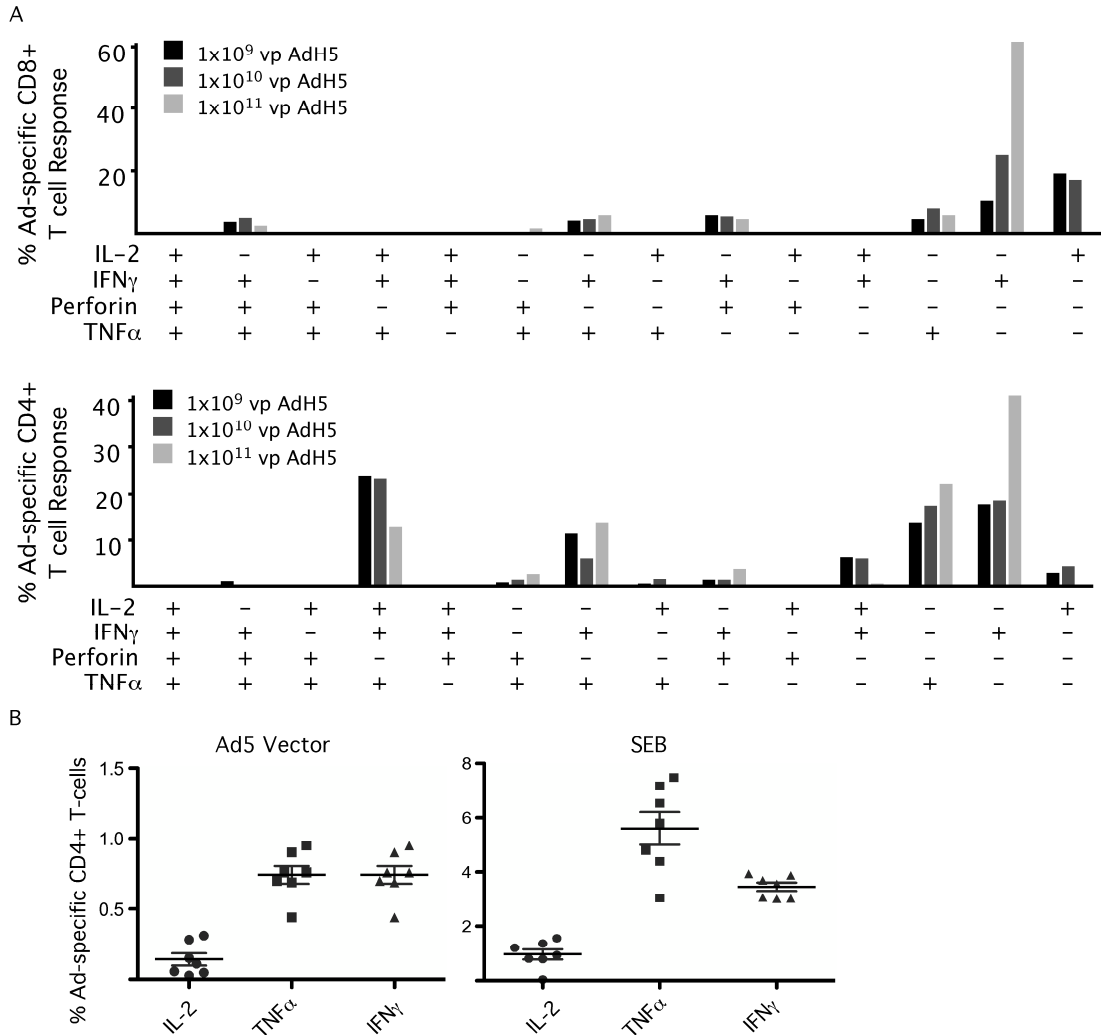 A
% Ad-specific CD8+
T cell Response
60
40
20
1x10⁹ vp AdH5
1x10¹⁰ vp AdH5
1x10¹¹ vp AdH5
IL-2 + − + + + − − + − + + − − +
IFNγ + + − + + − + − + − + − + −
Perforin + + + − + + − − + + − − − −
TNFα + + + + − + + + − − − + − −
% Ad-specific CD4+
T cell Response
40
30
20
10
1x10⁹ vp AdH5
1x10¹⁰ vp AdH5
1x10¹¹ vp AdH5
IL-2 + − + + + − − + − + + − − +
IFNγ + + − + + − + − + − + − + −
Perforin + + + − + + − − + + − − − −
TNFα + + + + − + + + − − − + − −
B
% Ad-specific CD4+ T-cells
Ad5 Vector
1.5
1.0
0.5
IL-2
TNFα
IFNγ
SEB
8
6
4
2
IL-2
TNFα
IFNγ